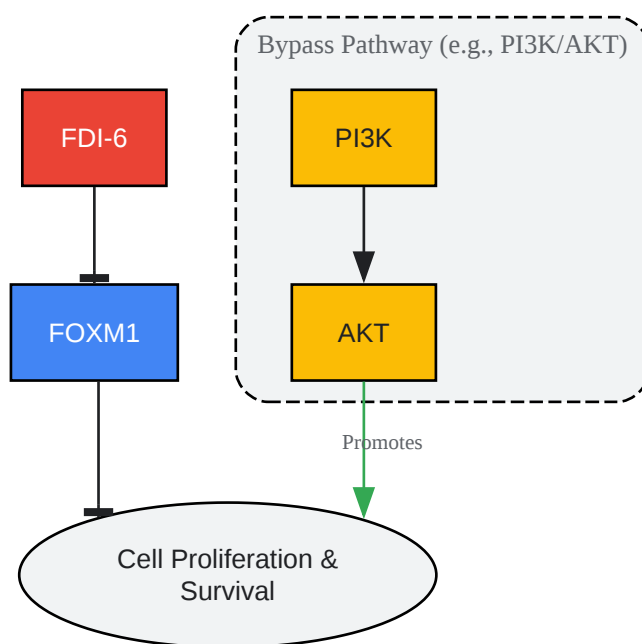 Bypass Pathway (e.g., PI3K/AKT)
FDI-6
PI3K
FOXM1
AKT
Promotes
Cell Proliferation &
Survival